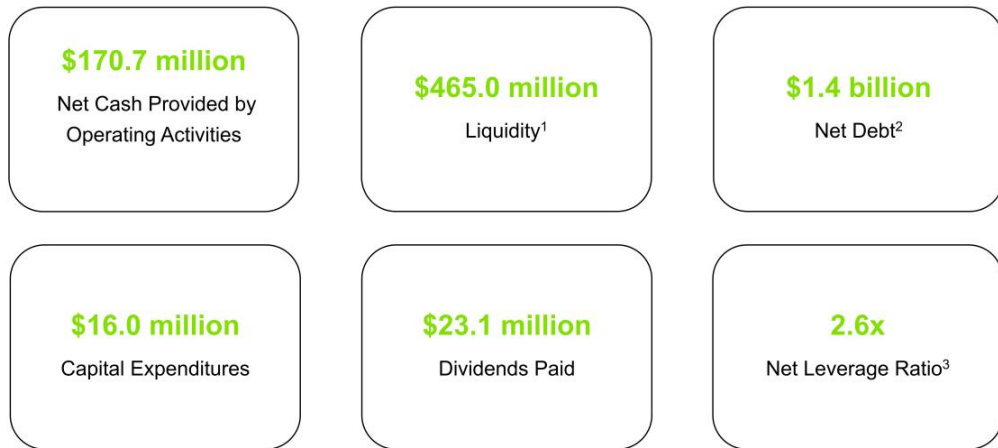 $170.7 million
Net Cash Provided by
Operating Activities
$465.0 million
Liquidity¹
$1.4 billion
Net Debt²
$16.0 million
Capital Expenditures
$23.1 million
Dividends Paid
2.6x
Net Leverage Ratio³